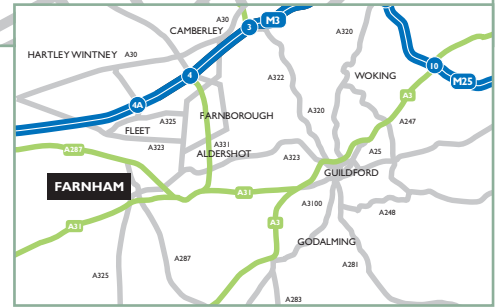 A30
CAMBERLEY
3
M3
A320
HARTLEY WINTNEY
A30
4
A322
WOKING
10
M25
A3
4A
A325
FARNBOROUGH
A320
A247
FLEET
A323
A331
ALDERSHOT
A287
A323
A25
GUILDFORD
FARNHAM
A31
A3100
A248
A31
A3
GODALMING
A287
A325
A281
A283